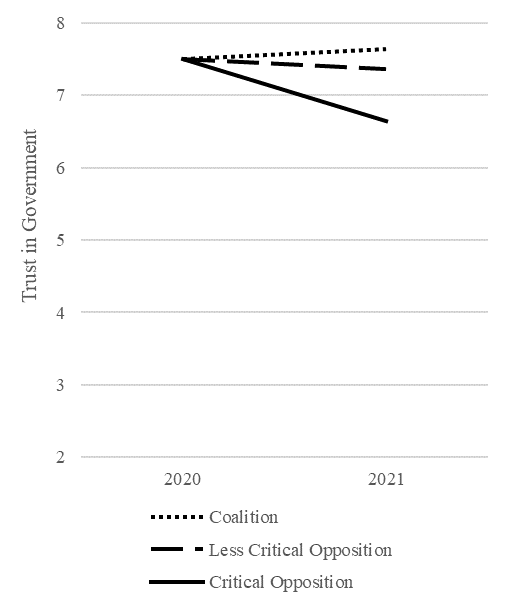 8
7
6
5
4
3
2
Trust in Government
2020 2021
Coalition
Less Critical Opposition
Critical Opposition